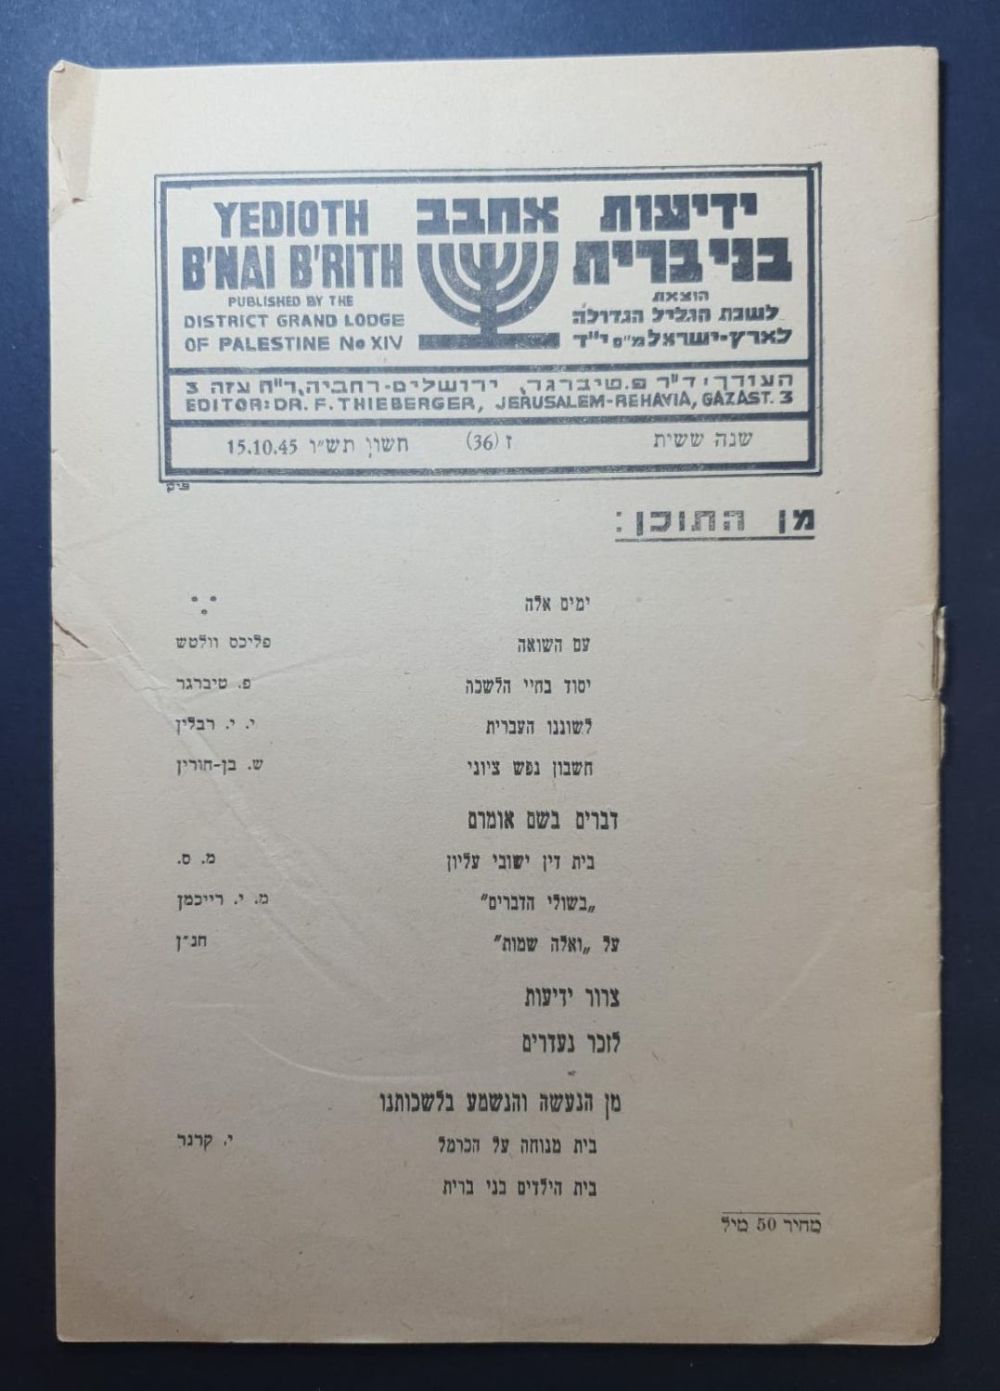 ידיעות
בני ברית
הוצאת
לשכת הגליל הגדולה
לארץ-ישראל מ"ס י"ד
אחבב
YEDIOTH
B'NAI B'RITH
PUBLISHED BY THE
DISTRICT GRAND LODGE
OF PALESTINE No XIV
העורך: ד"ר פ. טיברגר, ירושלים-רחביה, ר"ח עזה 3
EDITOR: DR. F. THIEBERGER, JERUSALEM-REHAVIA, GAZAST. 3
שנה ששית ז (36) חשון תש"ו 15.10.45
פיק
מן התוכן:
ימים אלה
עם השואה פליכס וולטש
יסוד בחיי הלשכה פ. טיברגר
לשוננו העברית י. י. רבלין
חשבון נפש ציוני ש. בן-חורין
דברים בשם אומרם
בית דין ישובי עליון מ. ס.
„בשולי הדברים" מ. י. רייכמן
על „ואלה שמות" חנ"ן
צרור ידיעות
לזכר נעדרים
מן הנעשה והנשמע בלשכותנו
בית מנוחה על הכרמל י. קרנר
בית הילדים בני ברית
מחיר 50 מיל